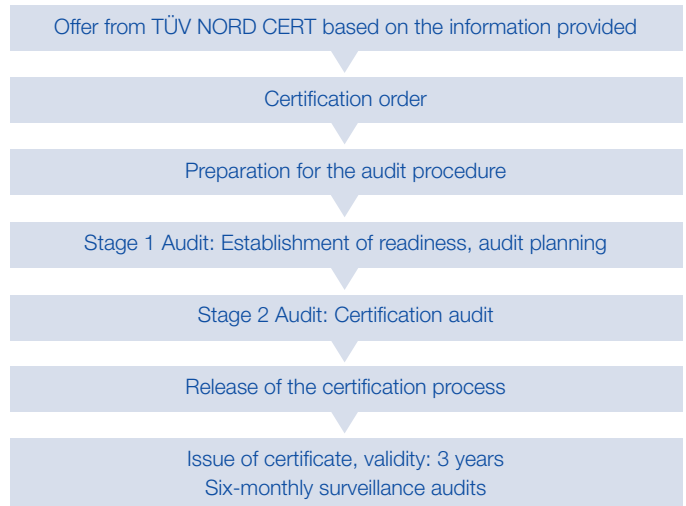 Offer from TÜV NORD CERT based on the information provided
Certification order
Preparation for the audit procedure
Stage 1 Audit: Establishment of readiness, audit planning
Stage 2 Audit: Certification audit
Release of the certification process
Issue of certificate, validity: 3 years
Six-monthly surveillance audits